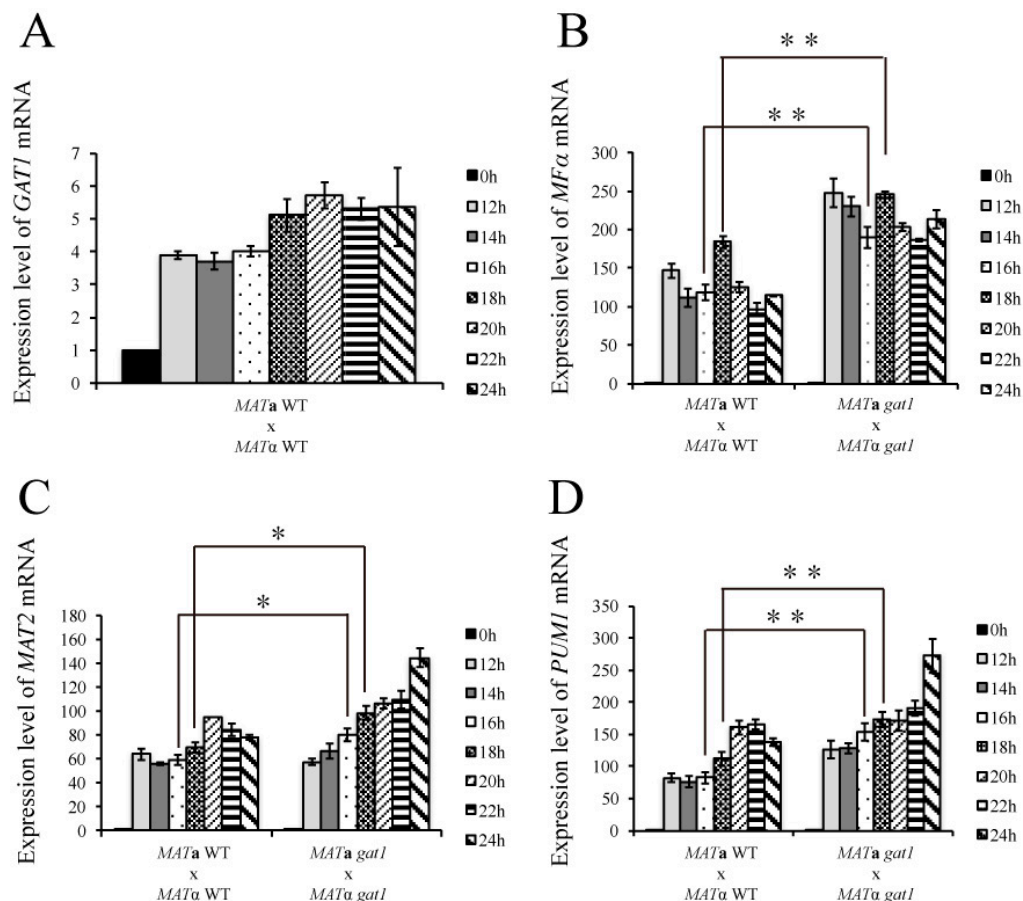 A
Expression level of GAT1 mRNA
7
6
5
4
3
2
1
0
MATa WT
x
MATα WT
0h
12h
14h
16h
18h
20h
22h
24h
B
Expression level of MFα mRNA
* *
* *
300
250
200
150
100
50
0
MATa WT
x
MATα WT
MATa gat1
x
MATα gat1
0h
12h
14h
16h
18h
20h
22h
24h
C
Expression level of MAT2 mRNA
*
*
180
160
140
120
100
80
60
40
20
0
MATa WT
x
MATα WT
MATa gat1
x
MATα gat1
0h
12h
14h
16h
18h
20h
22h
24h
D
Expression level of PUM1 mRNA
* *
* *
350
300
250
200
150
100
50
0
MATa WT
x
MATα WT
MATa gat1
x
MATα gat1
0h
12h
14h
16h
18h
20h
22h
24h